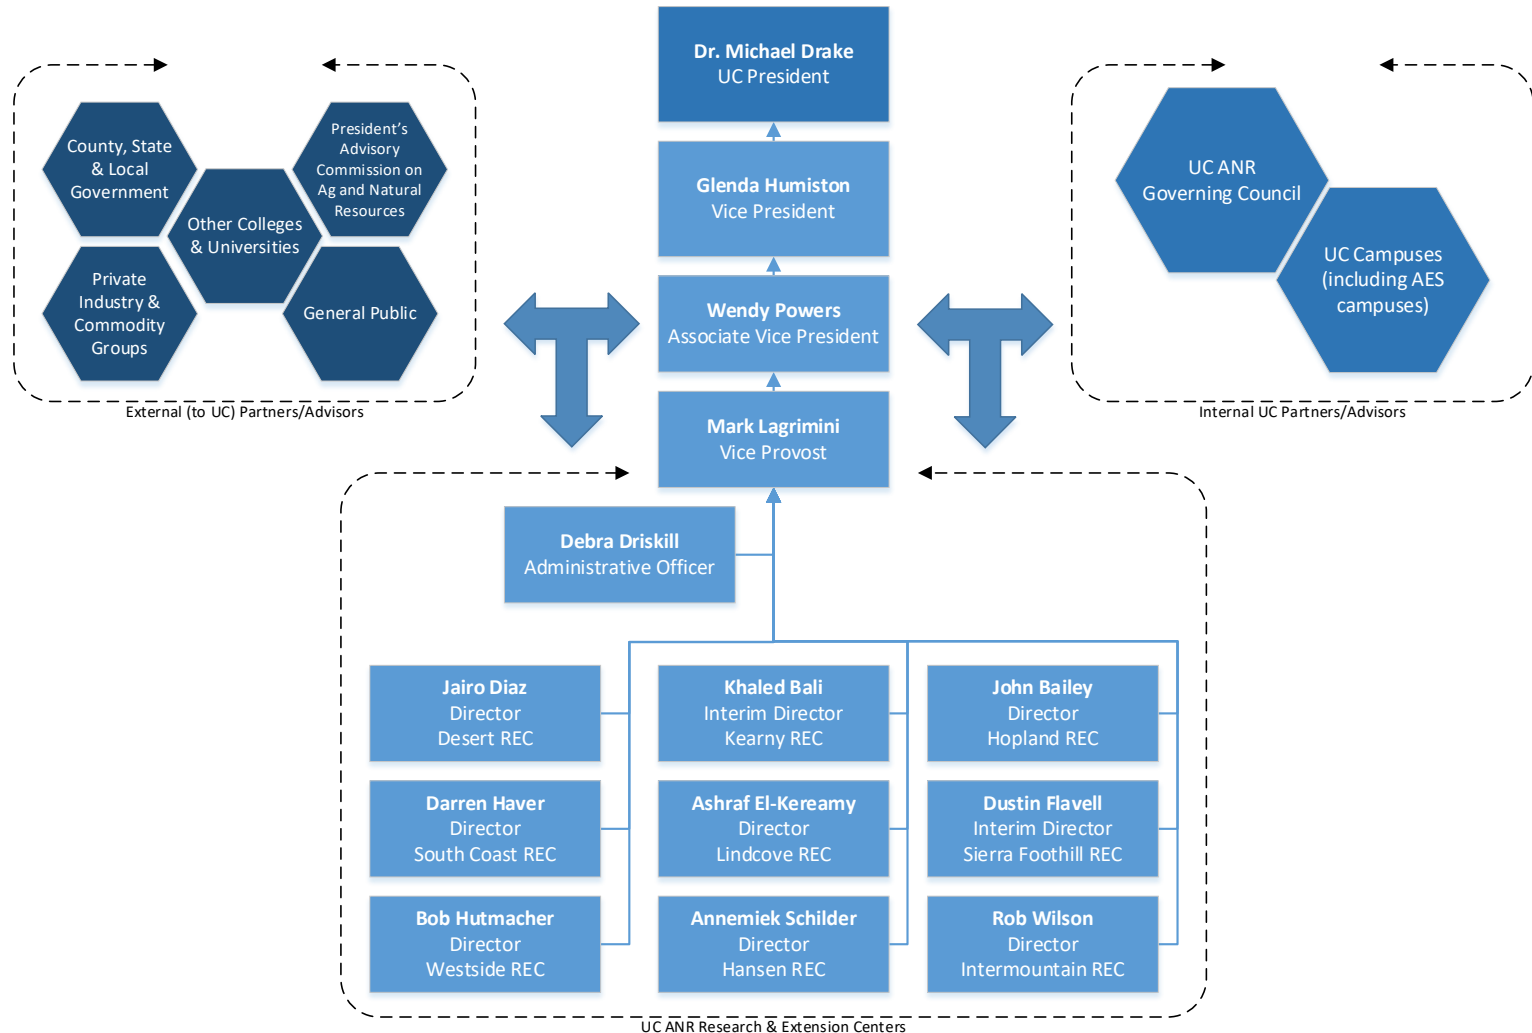 Dr. Michael Drake
UC President
Glenda Humiston
Vice President
Wendy Powers
Associate Vice President
Mark Lagrimini
Vice Provost
County, State
& Local
Government
President’s
Advisory
Commission on
Ag and Natural
Resources
Other Colleges
& Universities
Private
Industry &
Commodity
Groups
General Public
External (to UC) Partners/Advisors
UC ANR
Governing Council
UC Campuses
(including AES
campuses)
Internal UC Partners/Advisors
Debra Driskill
Administrative Officer
Jairo Diaz
Director
Desert REC
Khaled Bali
Interim Director
Kearny REC
John Bailey
Director
Hopland REC
Darren Haver
Director
South Coast REC
Ashraf El-Kereamy
Director
Lindcove REC
Dustin Flavell
Interim Director
Sierra Foothill REC
Bob Hutmacher
Director
Westside REC
Annemiek Schilder
Director
Hansen REC
Rob Wilson
Director
Intermountain REC
UC ANR Research & Extension Centers